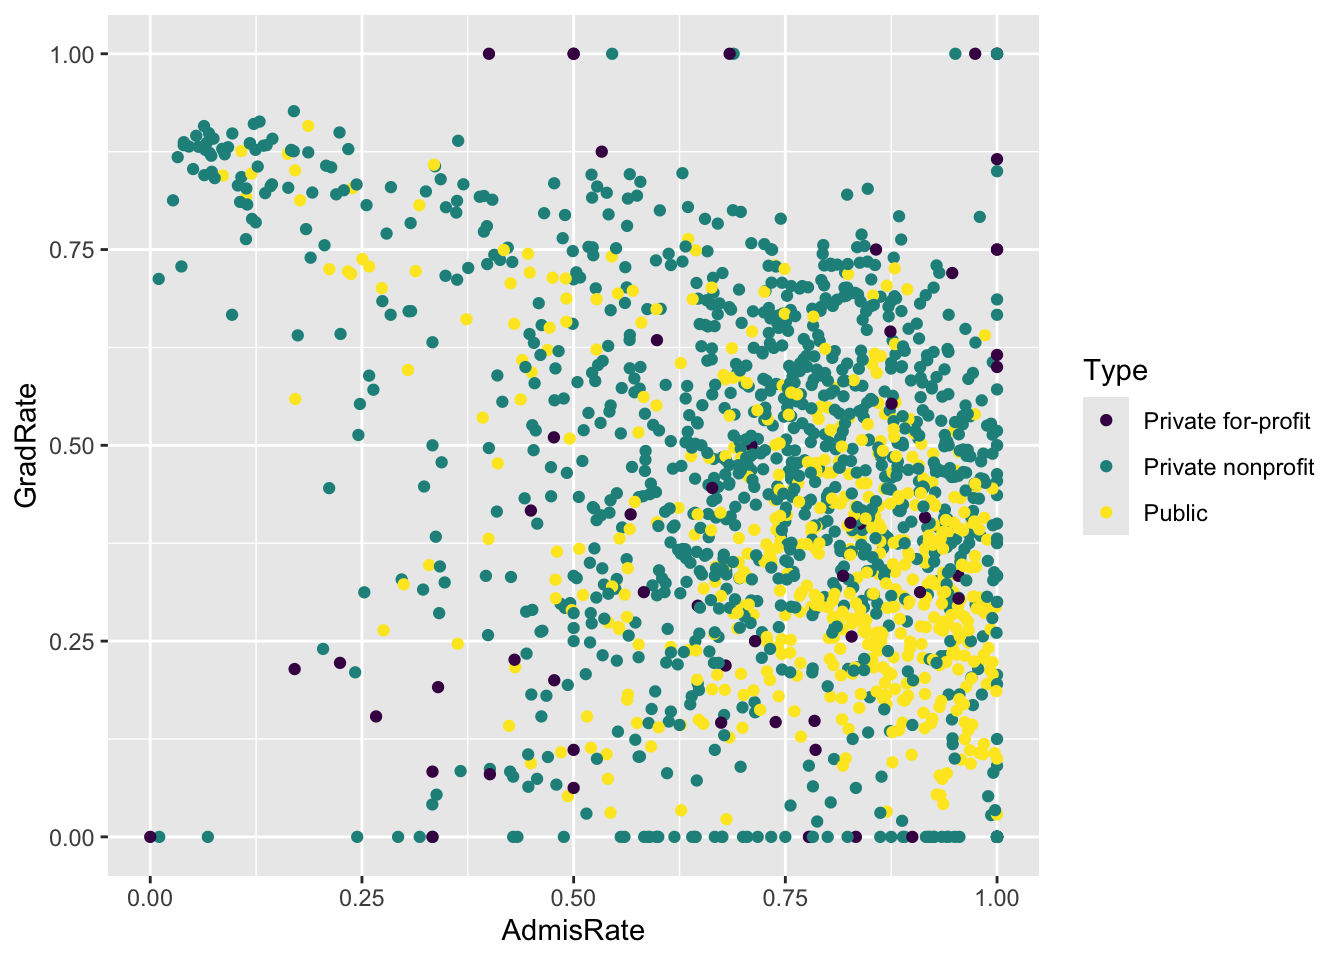 1.00
0.75
0.50
0.25
0.00
GradRate
0.00 0.25 0.50 0.75 1.00
AdmisRate
Type
Private for-profit
Private nonprofit
Public